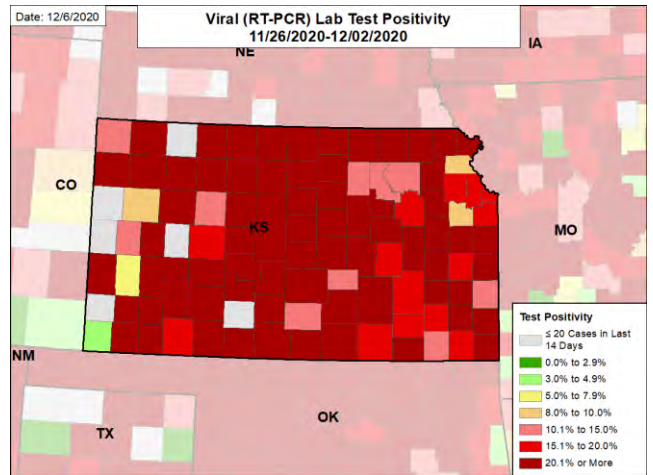 Date: 12/6/2020
Viral (RT-PCR) Lab Test Positivity
11/26/2020-12/02/2020
NE
IA
CO
KS
MO
NM
OK
TX
Test Positivity
≤ 20 Cases in Last
14 Days
0.0% to 2.9%
3.0% to 4.9%
5.0% to 7.9%
8.0% to 10.0%
10.1% to 15.0%
15.1% to 20.0%
20.1% or More